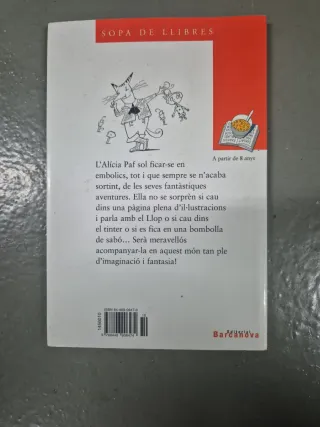 SOPA DE LLIBRES
A partir de 8 anys
L'Alícia Paf sol ficar-se en
embolics, tot i que sempre se n'acaba
sortint, de les seves fantàstiques
aventures. Ella no se sorprèn si cau
dins una pàgina plena d'il·lustracions
i parla amb el Llop o si cau dins
el tinter o si es fica en una bombolla
de sabó... Serà meravellós
acompanyar-la en aquest món tan ple
d'imaginació i fantasia!
Editorial
Barcanova